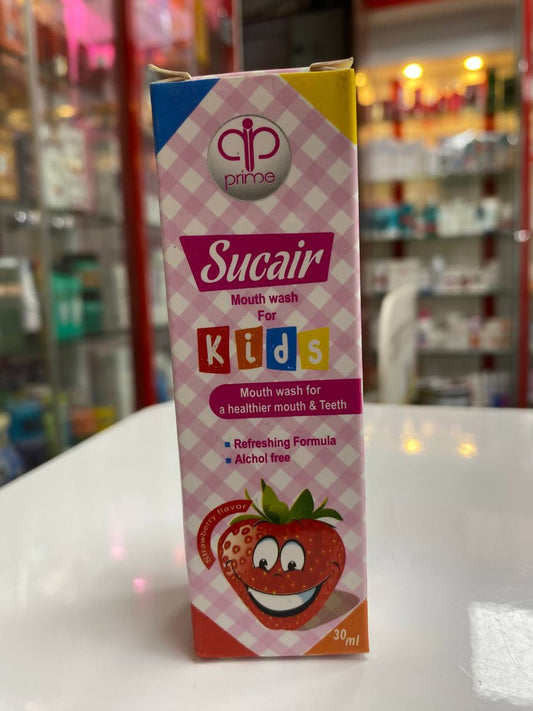 prime
Sucair
Mouth wash
For
Kids
Mouth wash for
a healthier mouth & Teeth
Refreshing Formula
Alchol free
Strawberry flavor
30ml